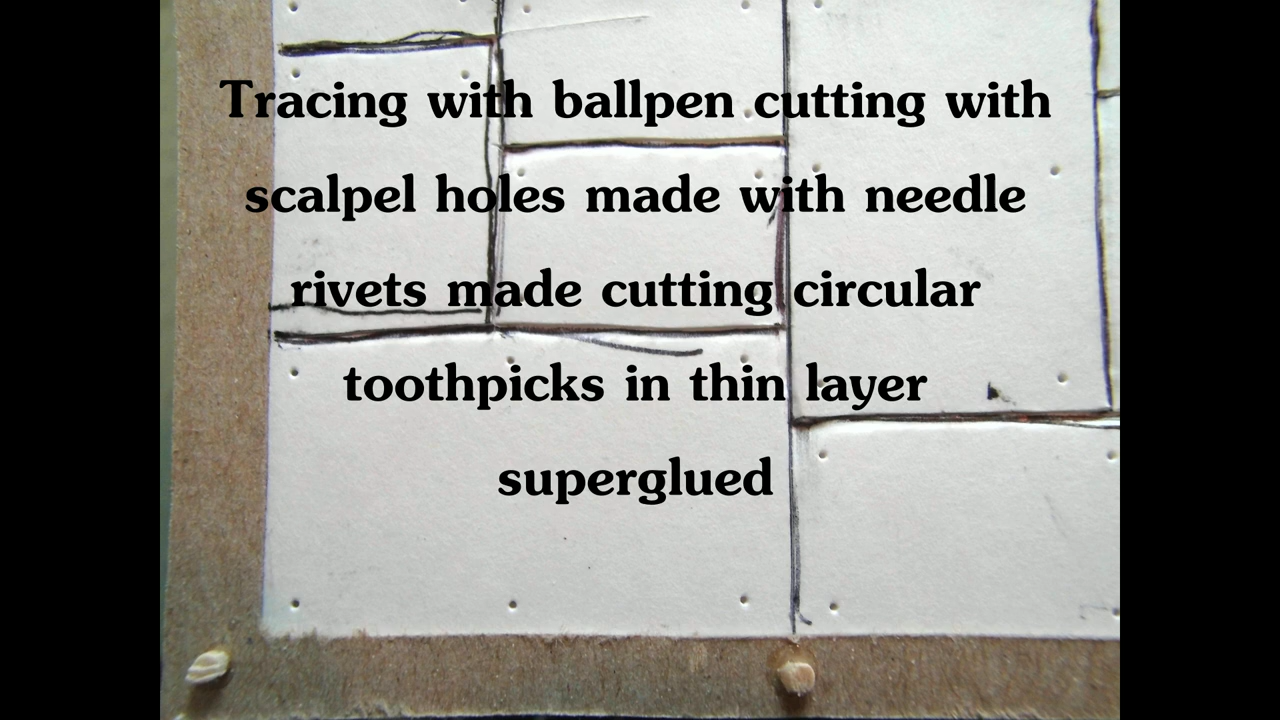 Tracing with ballpen cutting with
scalpel holes made with needle
rivets made cutting circular
toothpicks in thin layer
superglued